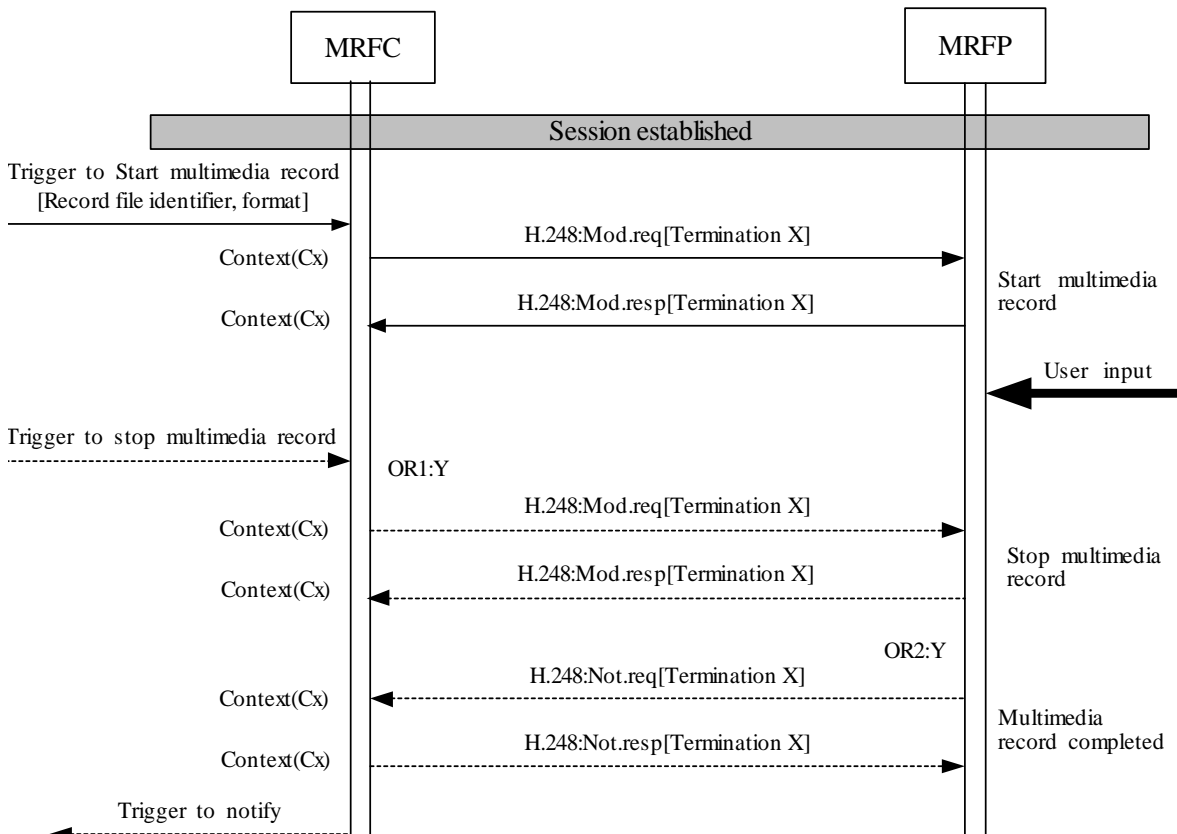 MRFC
MRFP
Session established
Trigger to Start multimedia record
[Record file identifier, format]
H.248:Mod.req[Termination X]
Context(Cx)
Start multimedia
record
H.248:Mod.resp[Termination X]
Context(Cx)
User input
Trigger to stop multimedia record
OR1:Y
H.248:Mod.req[Termination X]
Context(Cx)
Stop multimedia
record
H.248:Mod.resp[Termination X]
Context(Cx)
OR2:Y
H.248:Not.req[Termination X]
Context(Cx)
Multimedia
record completed
H.248:Not.resp[Termination X]
Context(Cx)
Trigger to notify